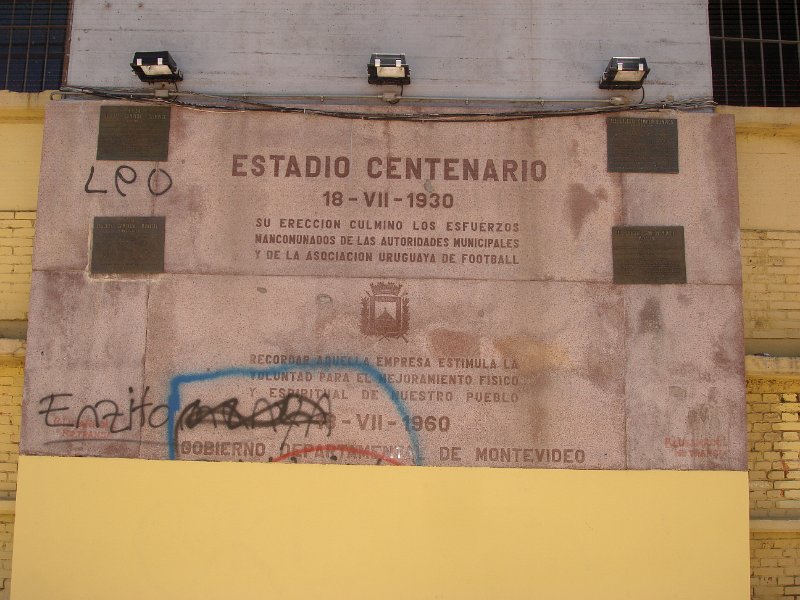 ESTADIO CENTENARIO
18-VII-1930
SU ERECCION CULMINO LOS ESFUERZOS
MANCOMUNADOS DE LAS AUTORIDADES MUNICIPALES
Y DE LA ASOCIACION URUGUAYA DE FOOTBALL
LEO
RECORDAR AQUELLA EMPRESA ESTIMULA LA
VOLUNTAD PARA EL MEJORAMIENTO FISICO
Y ESPIRITUAL DE NUESTRO PUEBLO
Enzito
18-VII-1960
GOBIERNO DEPARTAMENTAL DE MONTEVIDEO